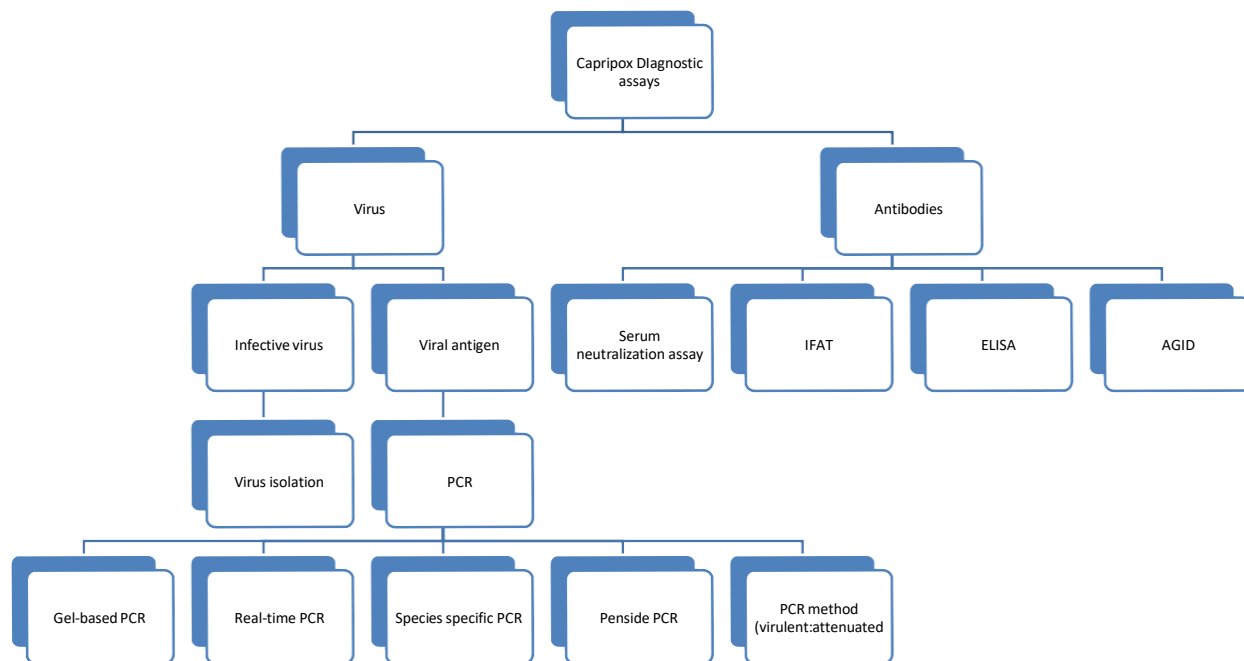 Capripox DIagnostic
assays
Virus
Antibodies
Infective virus
Viral antigen
Serum
neutralization assay
IFAT
ELISA
AGID
Virus isolation
PCR
Gel-based PCR
Real-time PCR
Species specific PCR
Penside PCR
PCR method
(virulent:attenuated